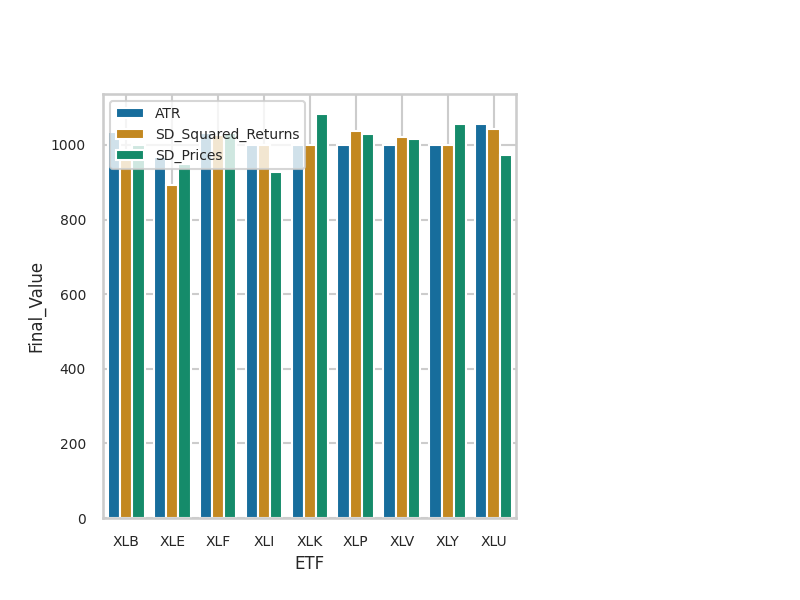 ATR
SD_Squared_Returns
SD_Prices
1000
800
600
400
200
0
Final_Value
XLB XLE XLF XLI XLK XLP XLV XLY XLU
ETF